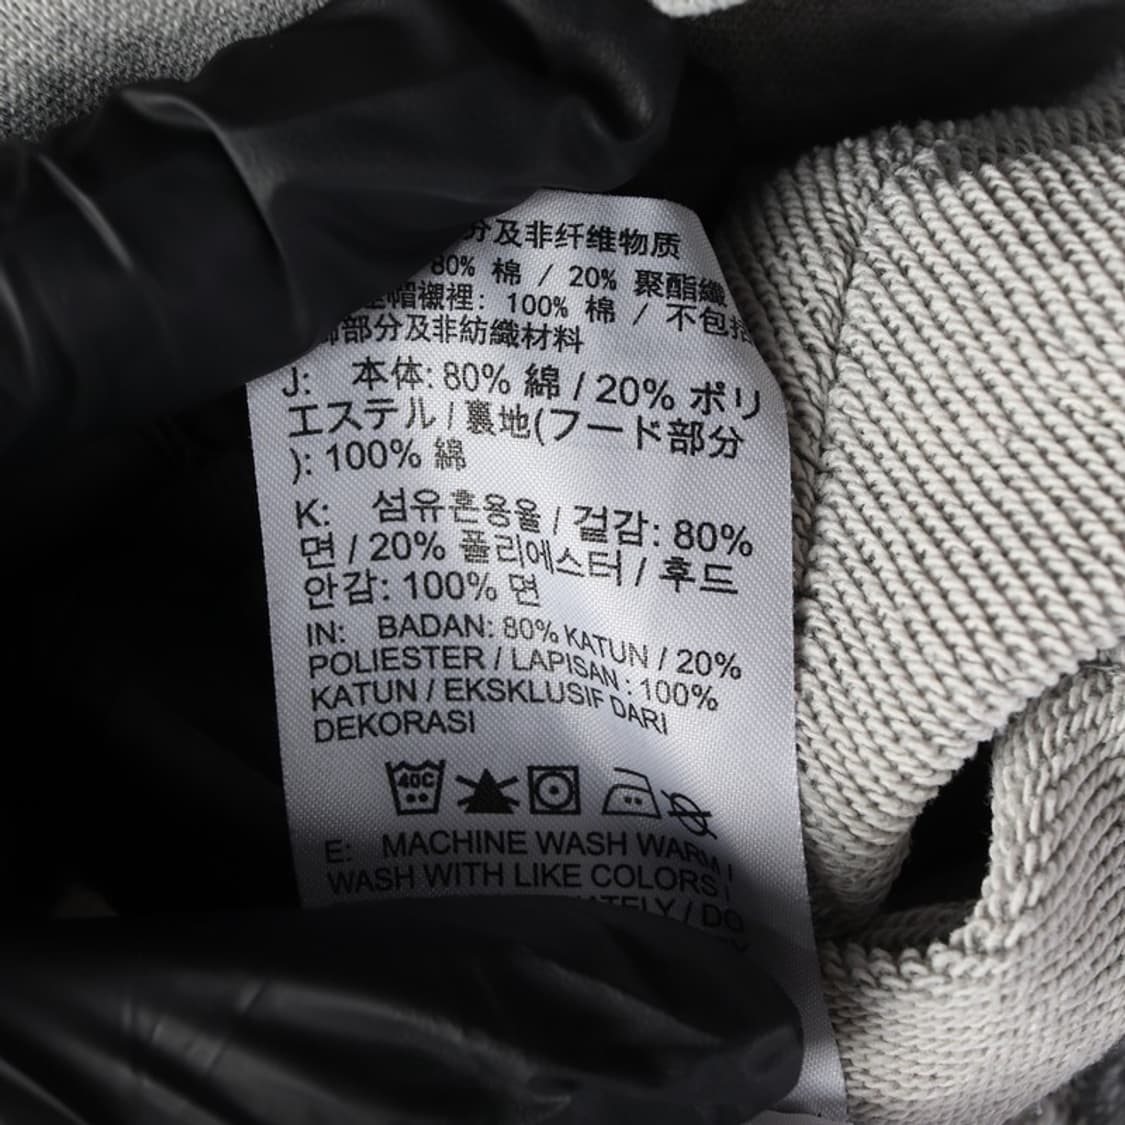 分及非纤维物质
80% 棉 / 20% 聚酯纖
帽襯裡: 100% 棉 / 不包括
飾部分及非紡織材料
J: 本体: 80% 綿 / 20% ポリ
エステル / 裏地(フード部分
): 100% 綿
K: 섬유혼용율 / 겉감: 80%
면 / 20% 폴리에스터 / 후드
안감: 100% 면
IN: BADAN: 80% KATUN / 20%
POLIESTER / LAPISAN : 100%
KATUN / EKSKLUSIF DARI
DEKORASI
40C
E: MACHINE WASH WARM /
WASH WITH LIKE COLORS /
/ DO